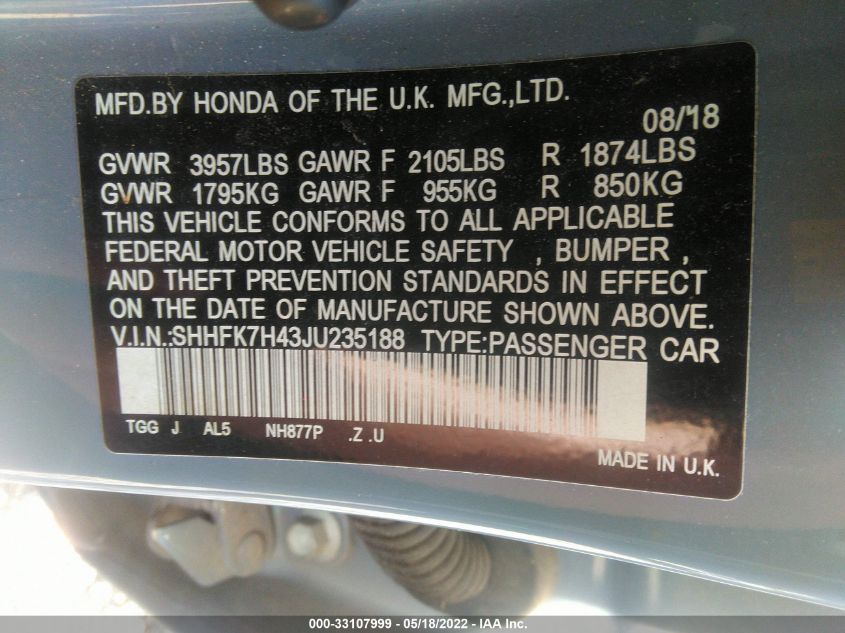 MFD.BY HONDA OF THE U.K. MFG.,LTD.
08/18
GVWR 3957LBS GAWR F 2105LBS R 1874LBS
GVWR 1795KG GAWR F 955KG R 850KG
THIS VEHICLE CONFORMS TO ALL APPLICABLE
FEDERAL MOTOR VEHICLE SAFETY , BUMPER ,
AND THEFT PREVENTION STANDARDS IN EFFECT
ON THE DATE OF MANUFACTURE SHOWN ABOVE.
V.I.N.:SHHFK7H43JU235188 TYPE:PASSENGER CAR
TGG J AL5 NH877P .Z .U
MADE IN U.K.
000-33107999 — 05/18/2022 — IAA Inc.